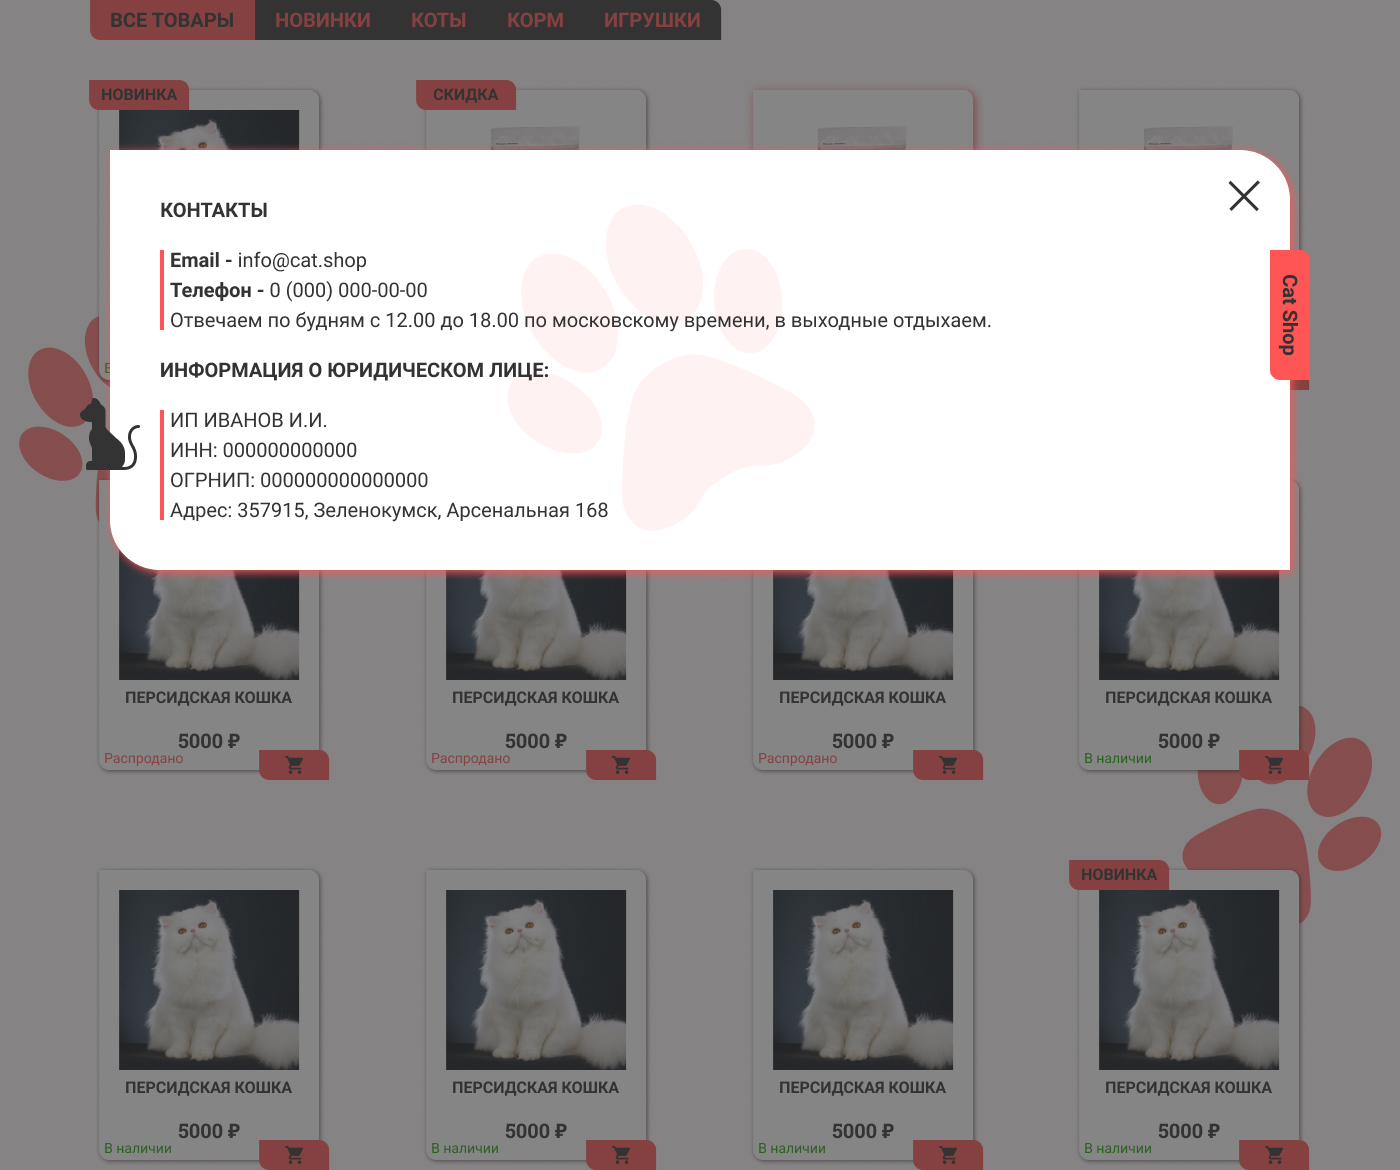 ВСЕ ТОВАРЫ НОВИНКИ КОТЫ КОРМ ИГРУШКИ
НОВИНКА СКИДКА
КОНТАКТЫ
Email - info@cat.shop
Телефон - 0 (000) 000-00-00
Отвечаем по будням с 12.00 до 18.00 по московскому времени, в выходные отдыхаем.
Cat Shop
ИНФОРМАЦИЯ О ЮРИДИЧЕСКОМ ЛИЦЕ:
ИП ИВАНОВ И.И.
ИНН: 000000000000
ОГРНИП: 000000000000000
Адрес: 357915, Зеленокумск, Арсенальная 168
ПЕРСИДСКАЯ КОШКА ПЕРСИДСКАЯ КОШКА ПЕРСИДСКАЯ КОШКА ПЕРСИДСКАЯ КОШКА
5000 ₽ 5000 ₽ 5000 ₽ 5000 ₽
Распродано Распродано Распродано В наличии
НОВИНКА
ПЕРСИДСКАЯ КОШКА ПЕРСИДСКАЯ КОШКА ПЕРСИДСКАЯ КОШКА ПЕРСИДСКАЯ КОШКА
5000 ₽ 5000 ₽ 5000 ₽ 5000 ₽
В наличии В наличии В наличии В наличии